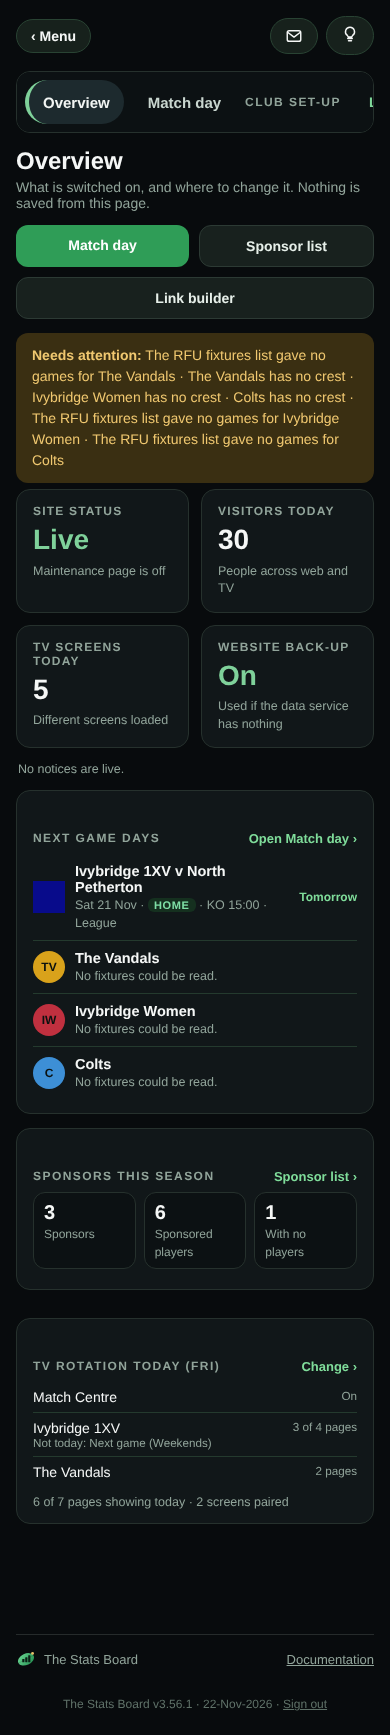 ‹ Menu
Overview
Match day
CLUB SET-UP
Overview
What is switched on, and where to change it. Nothing is
saved from this page.
Match day
Sponsor list
Link builder
Needs attention: The RFU fixtures list gave no
games for The Vandals · The Vandals has no crest ·
Ivybridge Women has no crest · Colts has no crest ·
The RFU fixtures list gave no games for Ivybridge
Women · The RFU fixtures list gave no games for
Colts
SITE STATUS
Live
Maintenance page is off
VISITORS TODAY
30
People across web and
TV
TV SCREENS
TODAY
5
Different screens loaded
WEBSITE BACK-UP
On
Used if the data service
has nothing
No notices are live.
NEXT GAME DAYS
Open Match day ›
Ivybridge 1XV v North
Petherton
Sat 21 Nov · HOME · KO 15:00 ·
League
Tomorrow
TV
The Vandals
No fixtures could be read.
IW
Ivybridge Women
No fixtures could be read.
C
Colts
No fixtures could be read.
SPONSORS THIS SEASON
Sponsor list ›
3
Sponsors
6
Sponsored
players
1
With no
players
TV ROTATION TODAY (FRI)
Change ›
Match Centre
On
Ivybridge 1XV
3 of 4 pages
Not today: Next game (Weekends)
The Vandals
2 pages
6 of 7 pages showing today · 2 screens paired
The Stats Board
Documentation
The Stats Board v3.56.1 · 22-Nov-2026 · Sign out